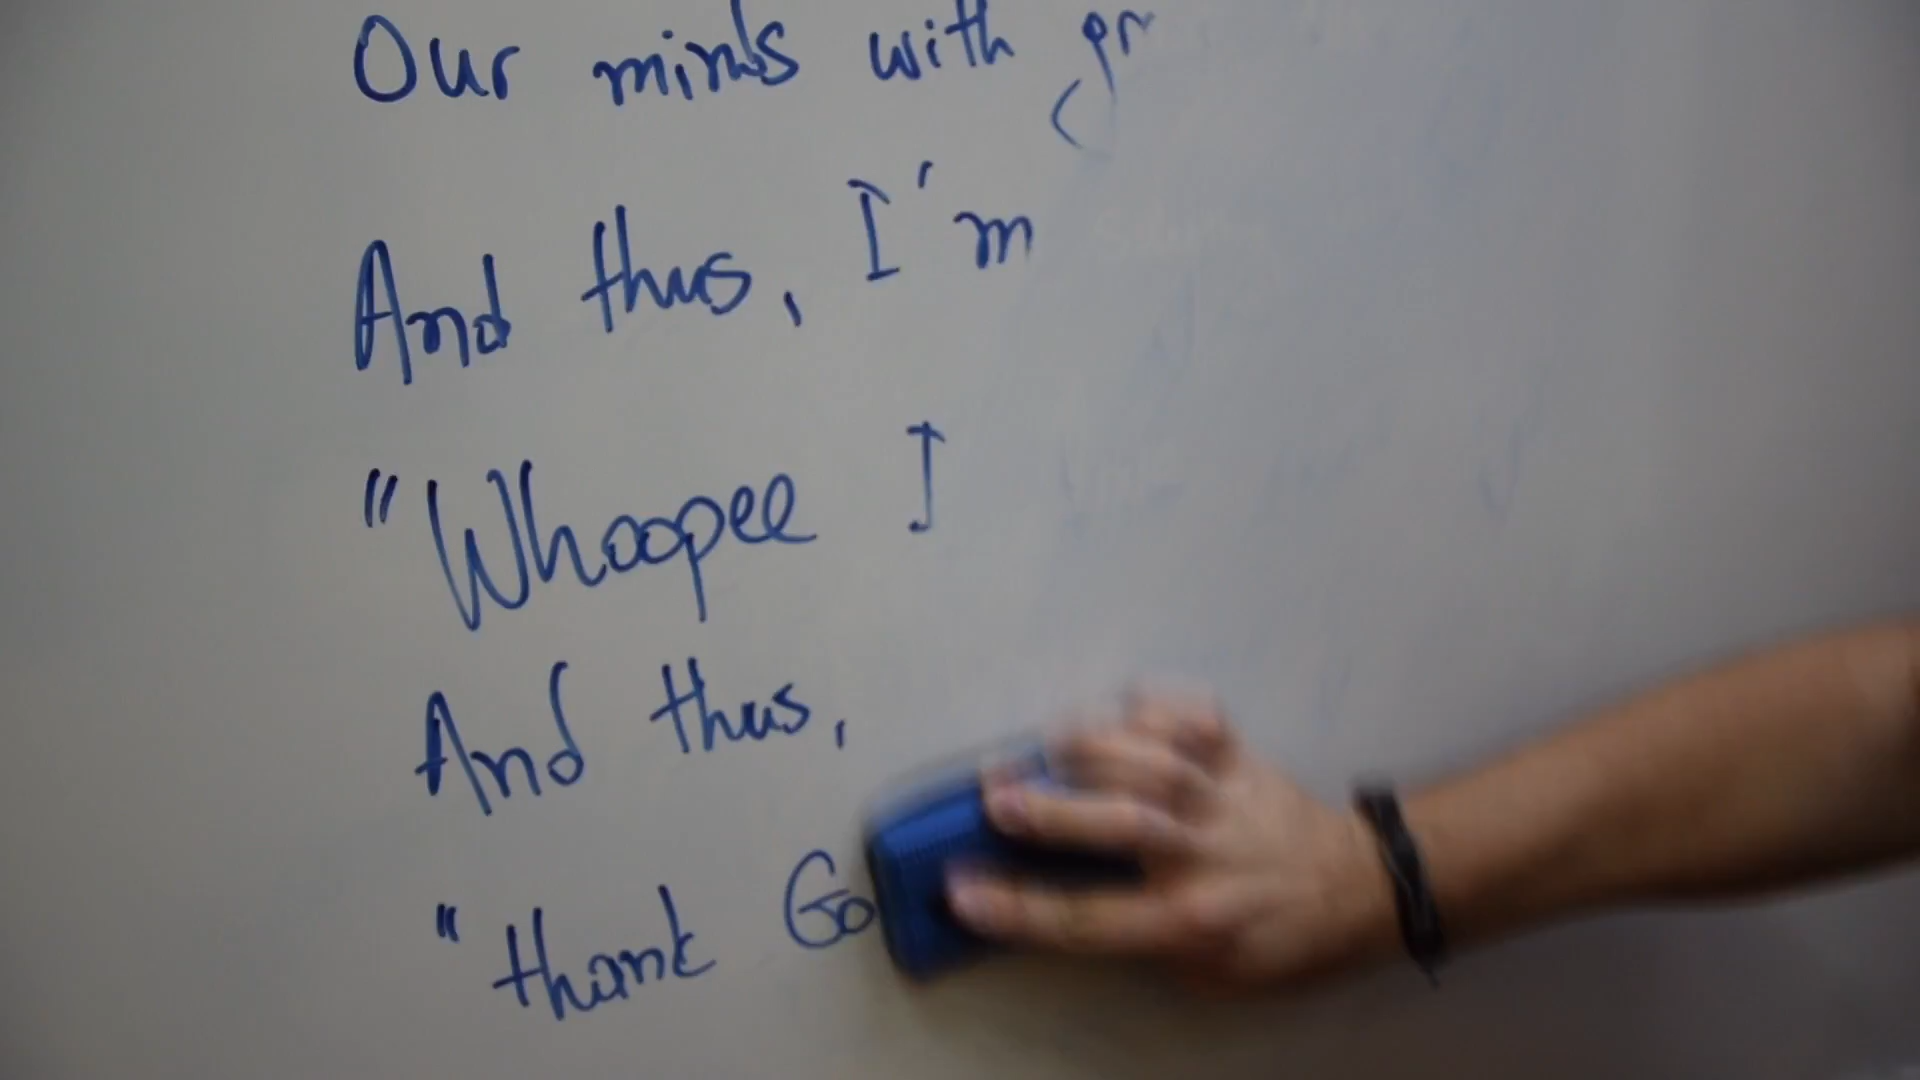 Our minds with gr
And thus, I'm
"Whoopee I
And thus,
"thank Go